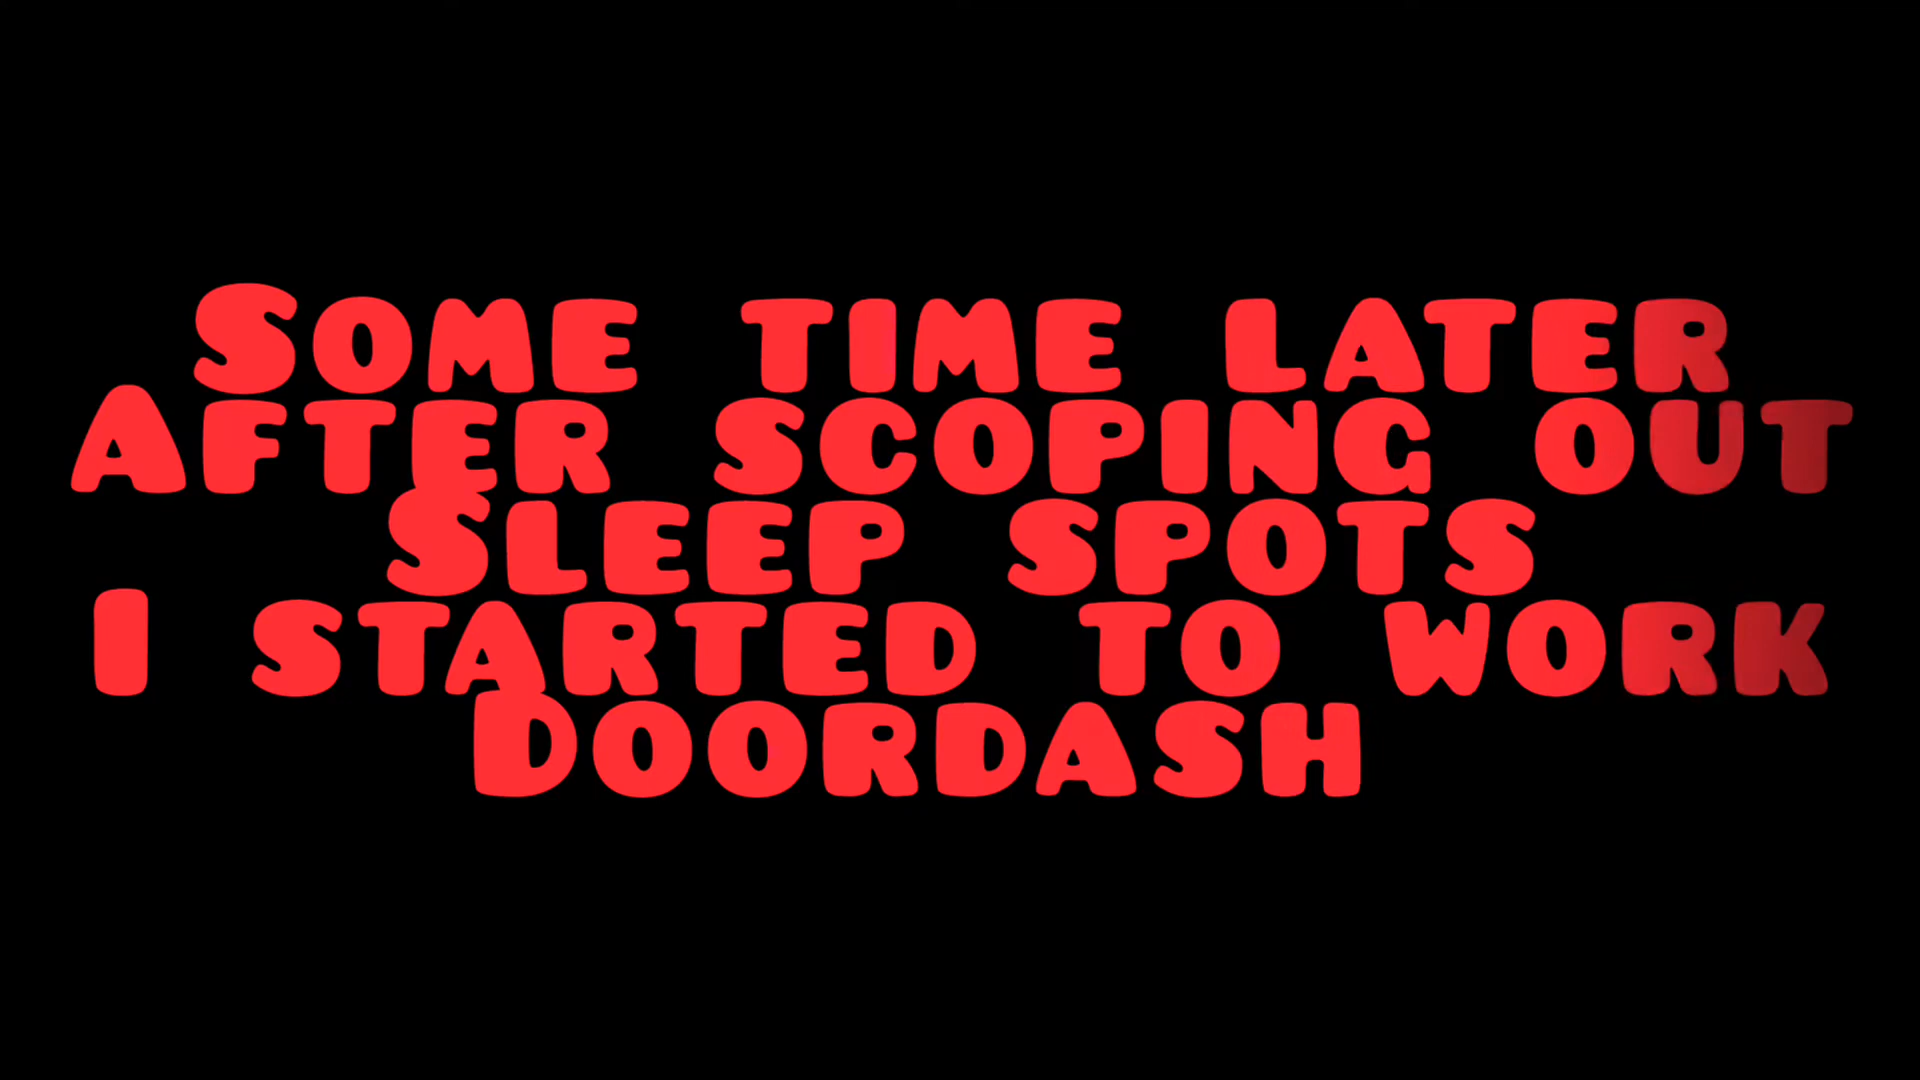 Some time later
After scoping out
Sleep spots
I started to work
Doordash